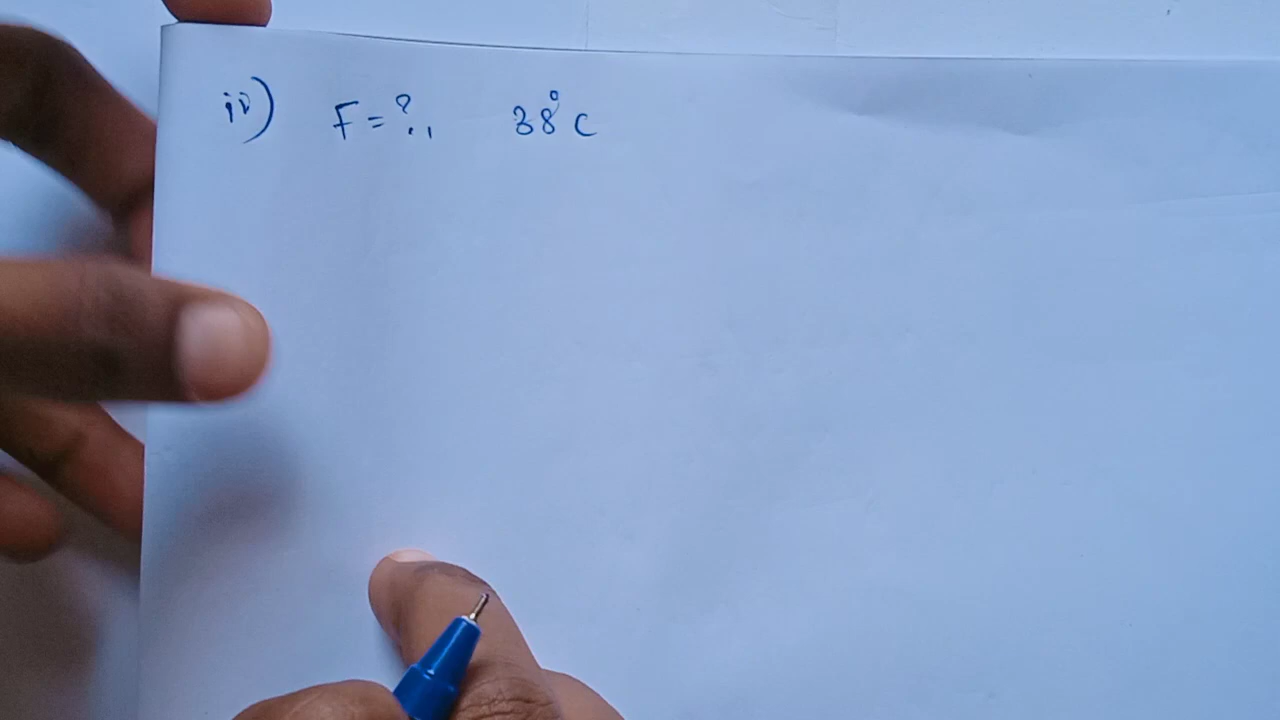 iv) F = ?., 38°C